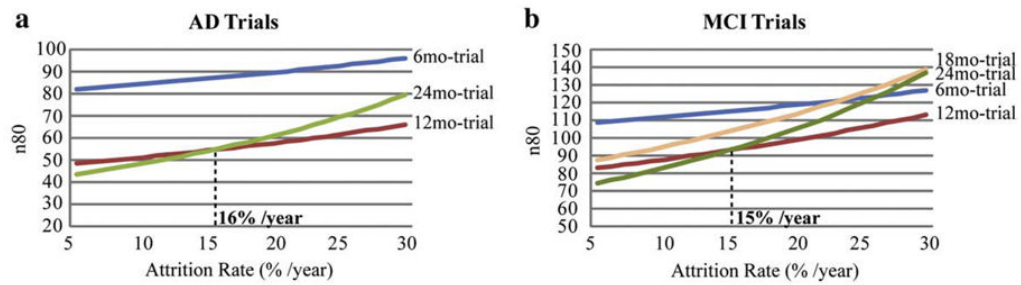 a
AD Trials
100
90
80
70
60
50
40
30
20
n80
6mo-trial
24mo-trial
12mo-trial
16% /year
5 10 15 20 25 30
Attrition Rate (% /year)
b
MCI Trials
150
140
130
120
110
100
90
80
70
60
50
n80
18mo-trial
24mo-trial
6mo-trial
12mo-trial
15% /year
5 10 15 20 25 30
Attrition Rate (% /year)